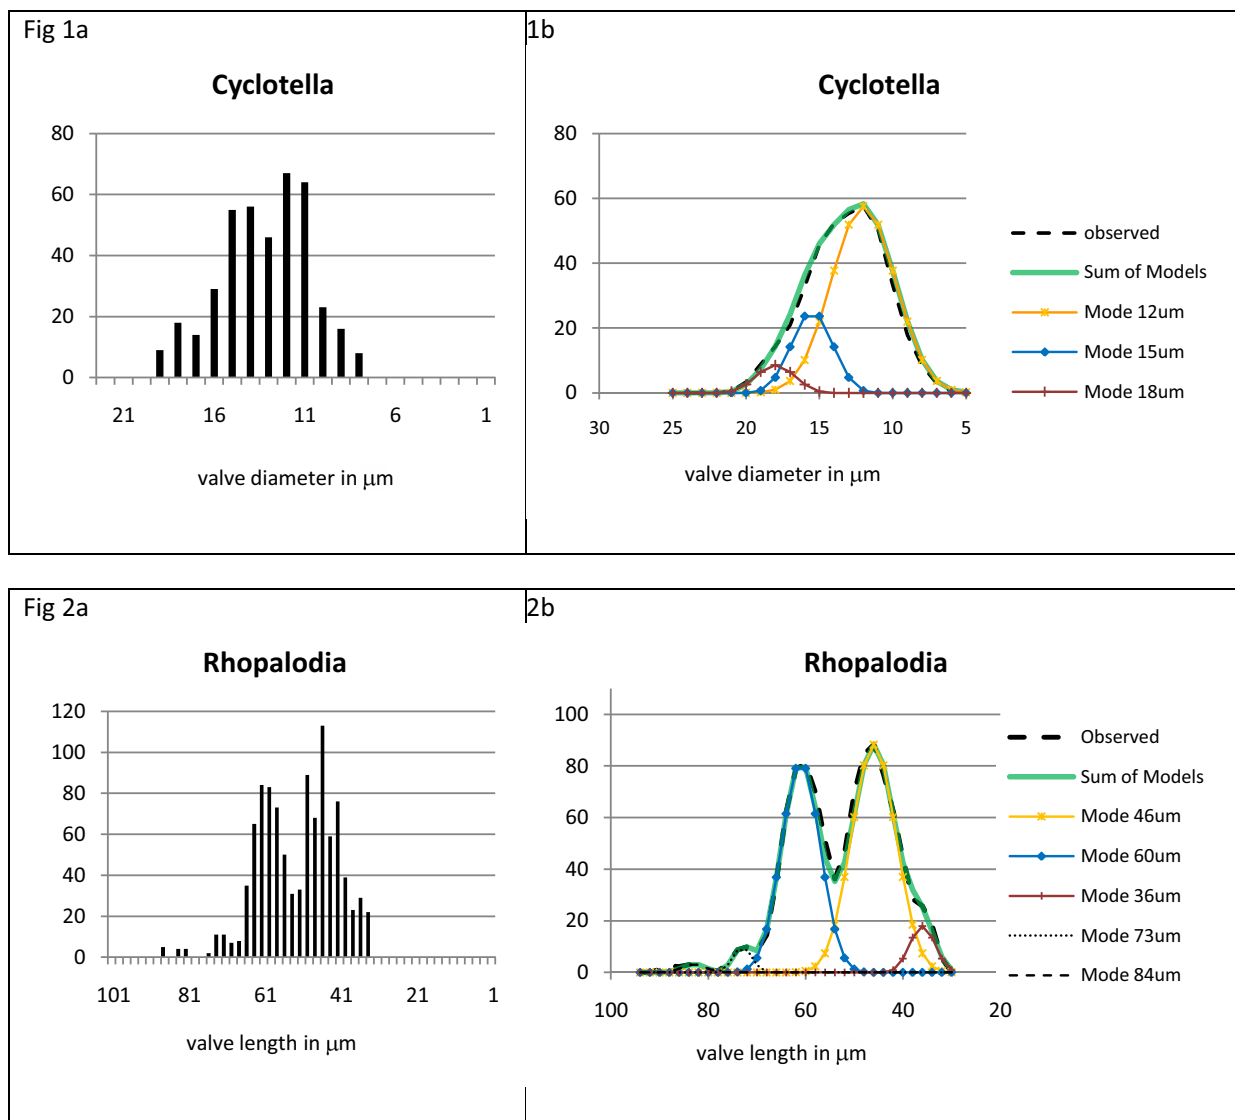 Fig 1a
Cyclotella
80
60
40
20
0
21 16 11 6 1
valve diameter in μm
1b
Cyclotella
80
60
40
20
0
30 25 20 15 10 5
valve diameter in μm
observed
Sum of Models
Mode 12um
Mode 15um
Mode 18um
Fig 2a
Rhopalodia
120
100
80
60
40
20
0
101 81 61 41 21 1
valve length in μm
2b
Rhopalodia
100
80
60
40
20
0
100 80 60 40 20
valve length in μm
Observed
Sum of Models
Mode 46um
Mode 60um
Mode 36um
Mode 73um
Mode 84um